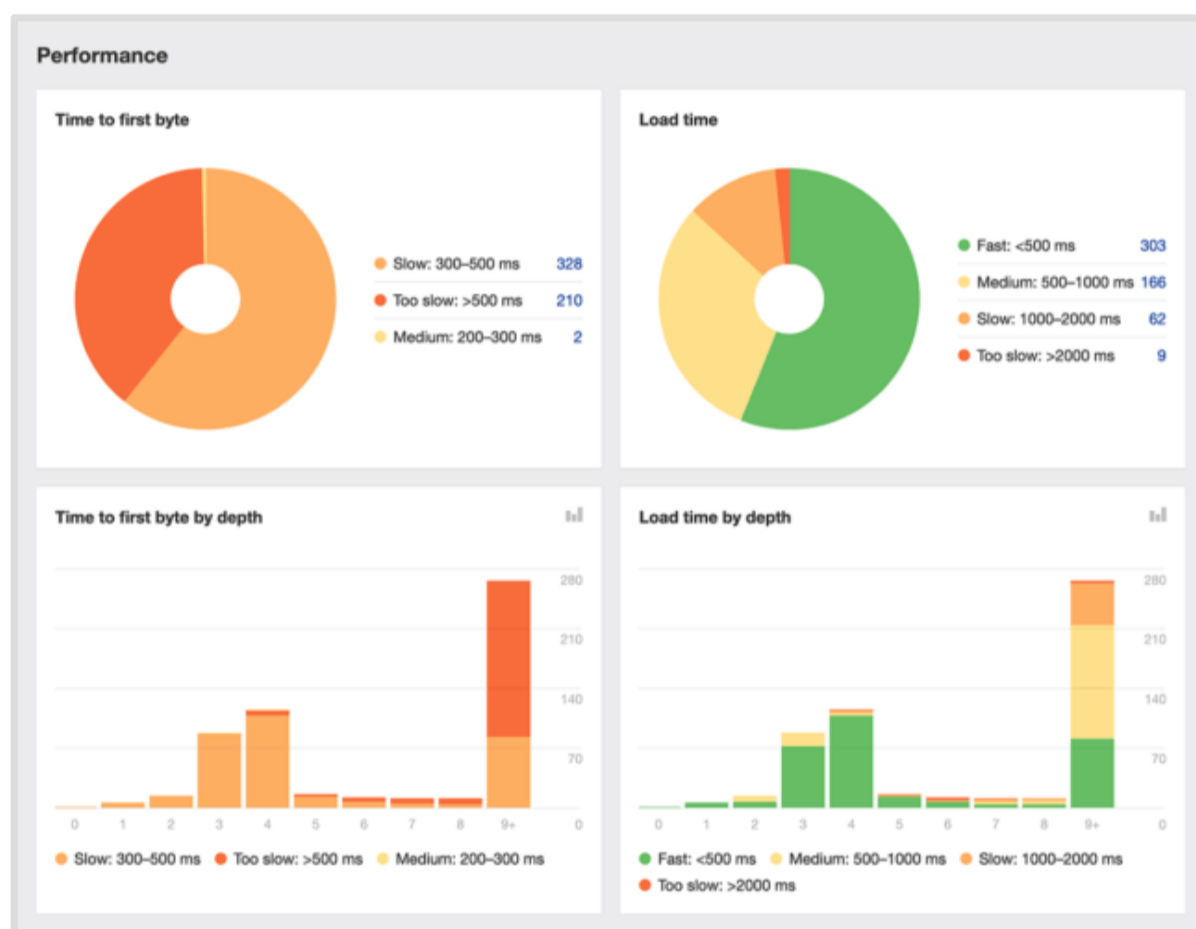 Performance
Time to first byte
Slow: 300–500 ms 328
Too slow: >500 ms 210
Medium: 200–300 ms 2
Load time
Fast: <500 ms 303
Medium: 500–1000 ms 166
Slow: 1000–2000 ms 62
Too slow: >2000 ms 9
Time to first byte by depth
280
210
140
70
0 1 2 3 4 5 6 7 8 9+ 0
Slow: 300–500 ms Too slow: >500 ms Medium: 200–300 ms
Load time by depth
280
210
140
70
0 1 2 3 4 5 6 7 8 9+ 0
Fast: <500 ms Medium: 500–1000 ms Slow: 1000–2000 ms
Too slow: >2000 ms